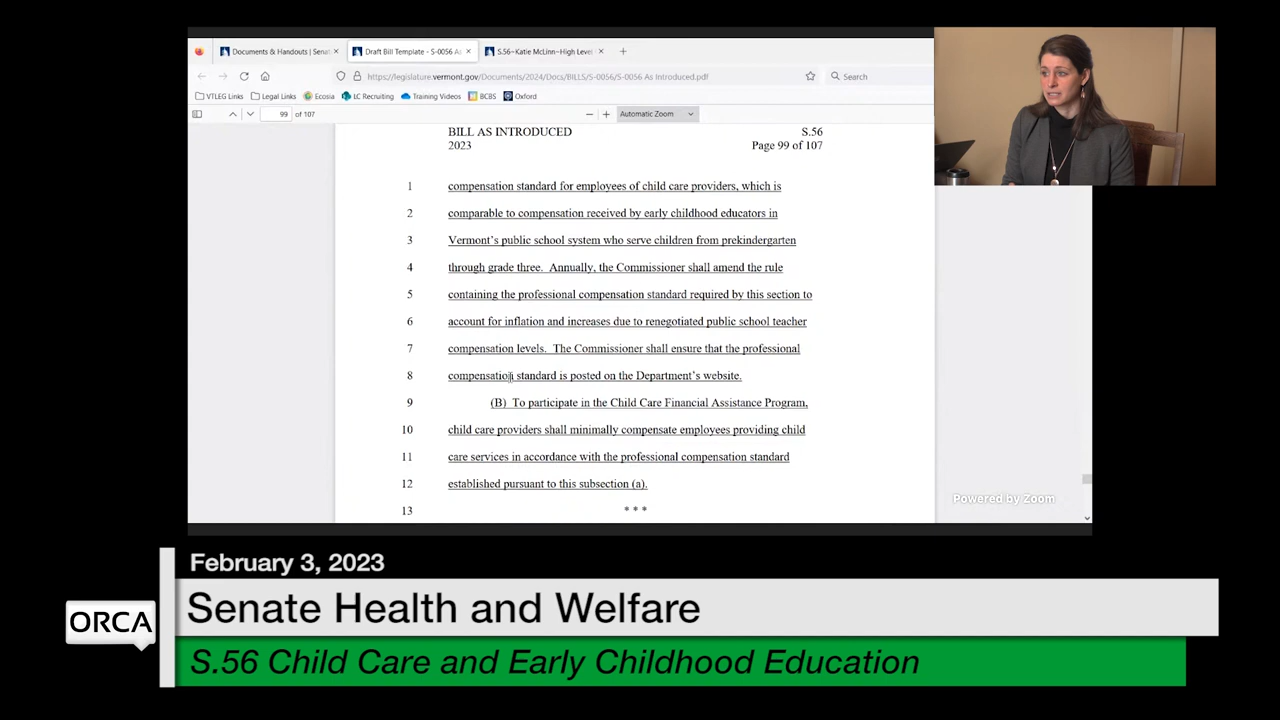 Documents & Handouts | Senat
Draft Bill Template - S-0056 As
S.56~Katie McLinn~High Level
https://legislature.vermont.gov/Documents/2024/Docs/BILLS/S-0056/S-0056 As Introduced.pdf
Search
VTLEG Links
Legal Links
Ecosia
LC Recruiting
Training Videos
BCBS
Oxford
99 of 107
Automatic Zoom
BILL AS INTRODUCED S.56
2023 Page 99 of 107
1 compensation standard for employees of child care providers, which is
2 comparable to compensation received by early childhood educators in
3 Vermont's public school system who serve children from prekindergarten
4 through grade three. Annually, the Commissioner shall amend the rule
5 containing the professional compensation standard required by this section to
6 account for inflation and increases due to renegotiated public school teacher
7 compensation levels. The Commissioner shall ensure that the professional
8 compensation standard is posted on the Department's website.
9 (B) To participate in the Child Care Financial Assistance Program,
10 child care providers shall minimally compensate employees providing child
11 care services in accordance with the professional compensation standard
12 established pursuant to this subsection (a).
13 * * *
Powered by Zoom
February 3, 2023
ORCA
Senate Health and Welfare
S.56 Child Care and Early Childhood Education